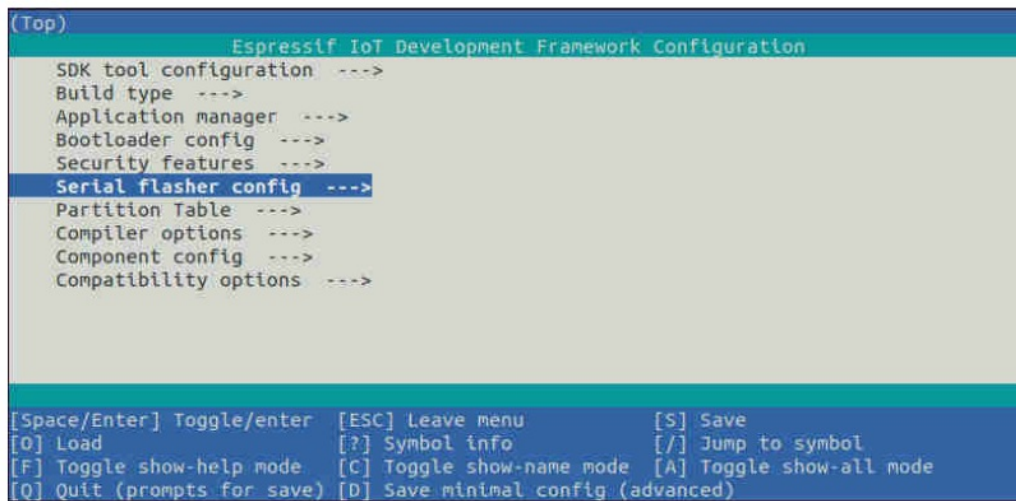 (Top)
Espressif IoT Development Framework Configuration
SDK tool configuration --->
Build type --->
Application manager --->
Bootloader config --->
Security features --->
Serial flasher config --->
Partition Table --->
Compiler options --->
Component config --->
Compatibility options --->
[Space/Enter] Toggle/enter [ESC] Leave menu [S] Save
[O] Load [?] Symbol info [/] Jump to symbol
[F] Toggle show-help mode [C] Toggle show-name mode [A] Toggle show-all mode
[Q] Quit (prompts for save) [D] Save minimal config (advanced)